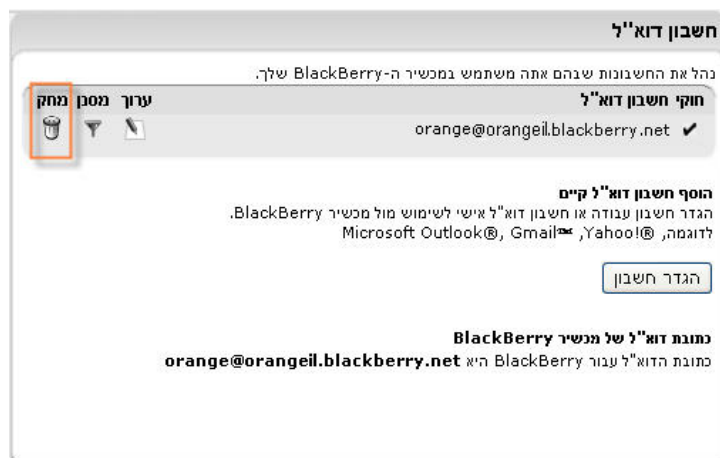 חשבון דוא''ל
נהל את החשבונות שבהם אתה משתמש במכשיר ה-BlackBerry שלך.
חוקי חשבון דוא''ל ערוך מסנן מחק
orange@orangeil.blackberry.net
הוסף חשבון דוא''ל קיים
הגדר חשבון עבודה או חשבון דוא"ל אישי לשימוש מול מכשיר BlackBerry.
לדוגמה, Microsoft Outlook®, Gmail™, Yahoo!®
הגדר חשבון
כתובת דוא''ל של מכשיר BlackBerry
כתובת הדוא"ל עבור BlackBerry היא orange@orangeil.blackberry.net